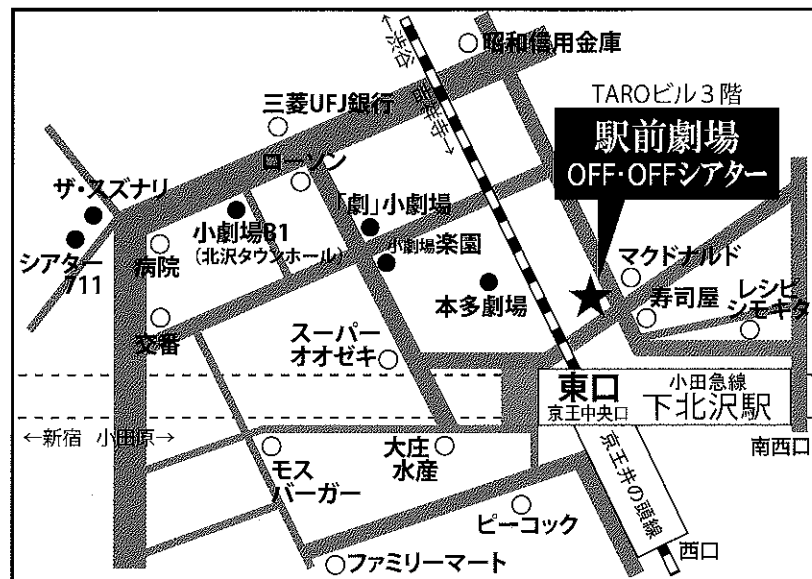 昭和信用金庫
←渋谷
吉祥寺→
三菱UFJ銀行
TAROビル3階
駅前劇場
OFF・OFFシアター
ローソン
ザ・スズナリ
「劇」小劇場
小劇場B1
(北沢タウンホール)
小劇場楽園
シアター
711
病院
本多劇場
マクドナルド
寿司屋
レシピ
シモキタ
交番
スーパー
オオゼキ
東口
京王中央口
小田急線
下北沢駅
←新宿 小田原→
南西口
モス
バーガー
大庄
水産
京王井の頭線
ピーコック
西口
ファミリーマート